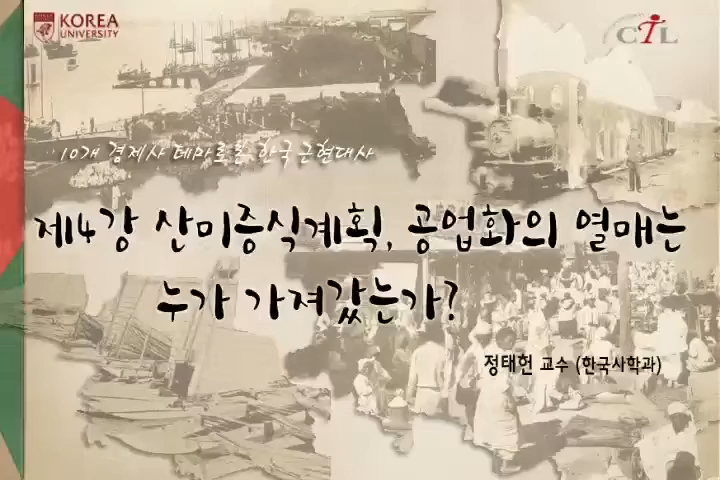 KOREA
UNIVERSITY
CTL
10개 경제사 테마로 본 한국 근현대사
제14강 산미증식계획, 공업화의 열매는
누가 가져갔는가?
정태헌 교수 (한국사학과)